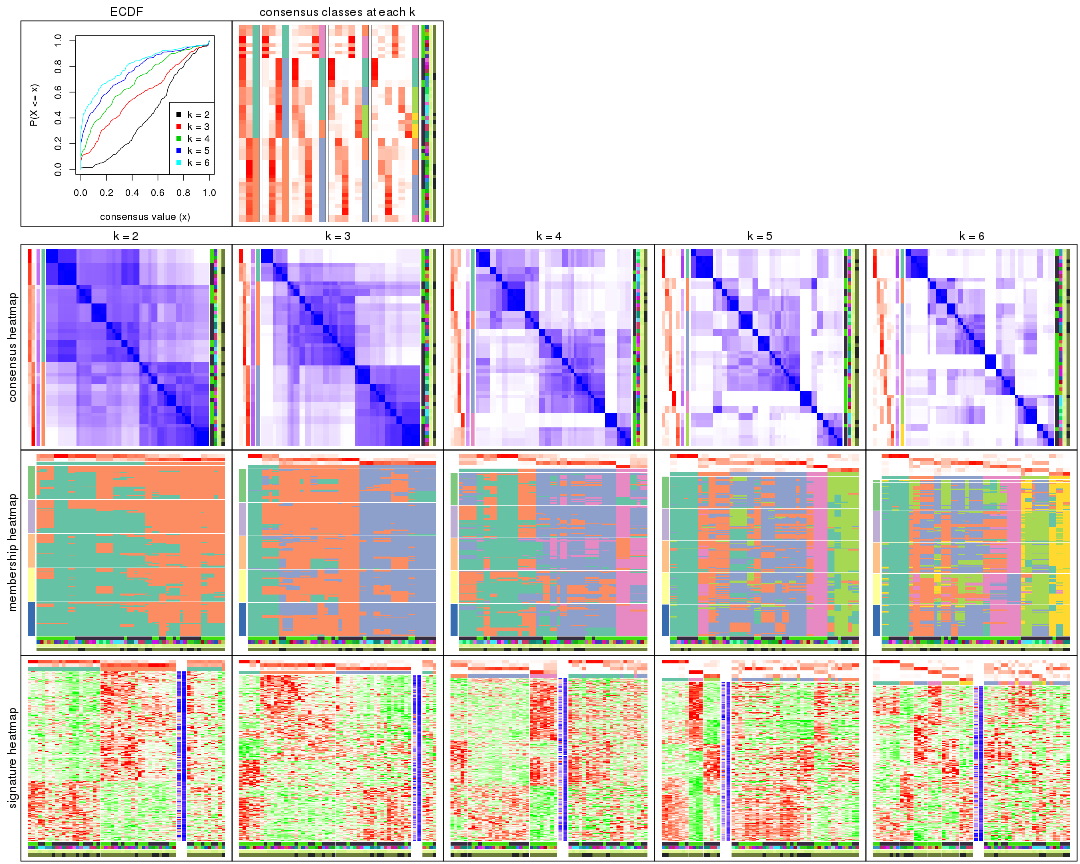 ECDF
consensus classes at each k
P(X <= x)
0.0 0.2 0.4 0.6 0.8 1.0
k = 2
k = 3
k = 4
k = 5
k = 6
0.0 0.2 0.4 0.6 0.8 1.0
consensus value (x)
k = 2 k = 3 k = 4 k = 5 k = 6
consensus heatmap
membership heatmap
signature heatmap